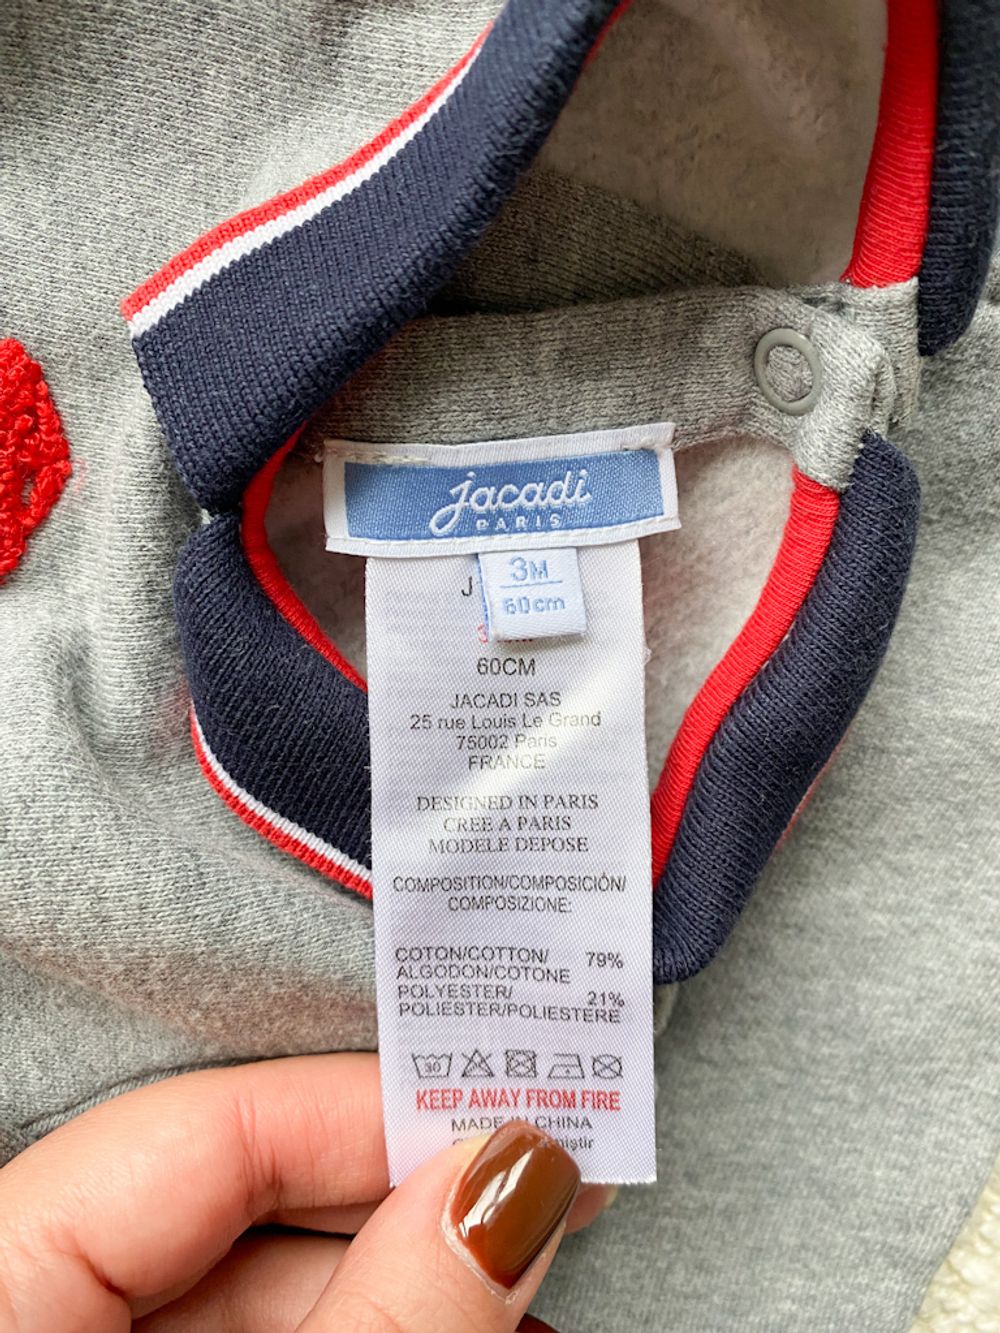 jacadi
PARIS
3M
60cm
J
60CM
JACADI SAS
25 rue Louis Le Grand
75002 Paris
FRANCE
DESIGNED IN PARIS
CREE A PARIS
MODELE DEPOSE
COMPOSITION/COMPOSICIÓN/
COMPOSIZIONE:
COTON/COTTON/ 79%
ALGODON/COTONE
POLYESTER/ 21%
POLIESTER/POLIESTERE
30
KEEP AWAY FROM FIRE
MADE IN CHINA